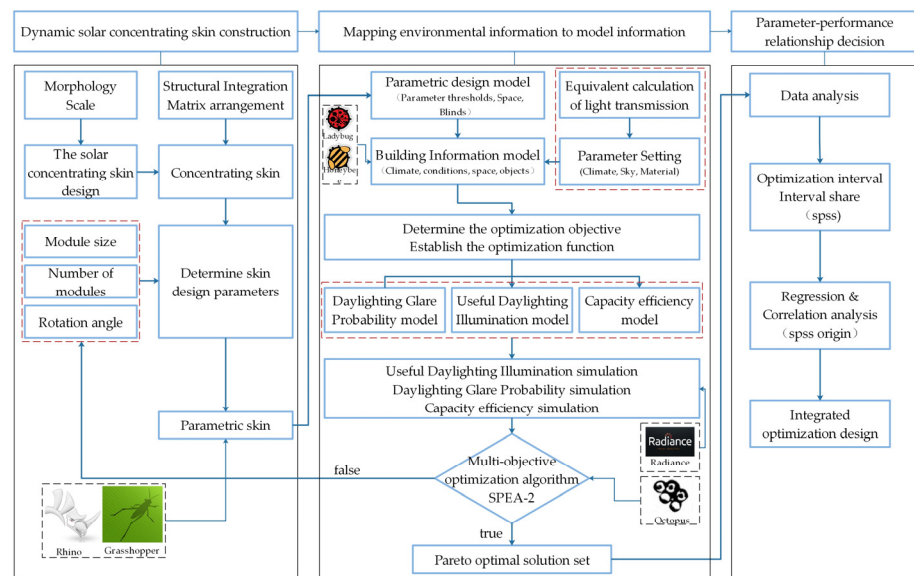 Dynamic solar concentrating skin construction
Mapping environmental information to model information
Parameter-performance
relationship decision
Morphology
Scale
Structural Integration
Matrix arrangement
The solar
concentrating skin
design
Concentrating skin
Module size
Number of
modules
Rotation angle
Determine skin
design parameters
Parametric skin
Rhino
Grasshopper
Parametric design model
(Parameter thresholds, Space,
Blinds)
Ladybug
Honeybe
Building Information model
(Climate, conditions, space, objects)
Equivalent calculation
of light transmission
Parameter Setting
(Climate, Sky, Material)
Determine the optimization objective
Establish the optimization function
Daylighting Glare
Probability model
Useful Daylighting
Illumination model
Capacity efficiency
model
Useful Daylighting Illumination simulation
Daylighting Glare Probability simulation
Capacity efficiency simulation
Radiance
Radiance
Multi-objective
optimization algorithm
SPEA-2
false
true
Octopus
Pareto optimal solution set
Data analysis
Optimization interval
Interval share
(spss)
Regression &
Correlation analysis
(spss origin)
Integrated
optimization design